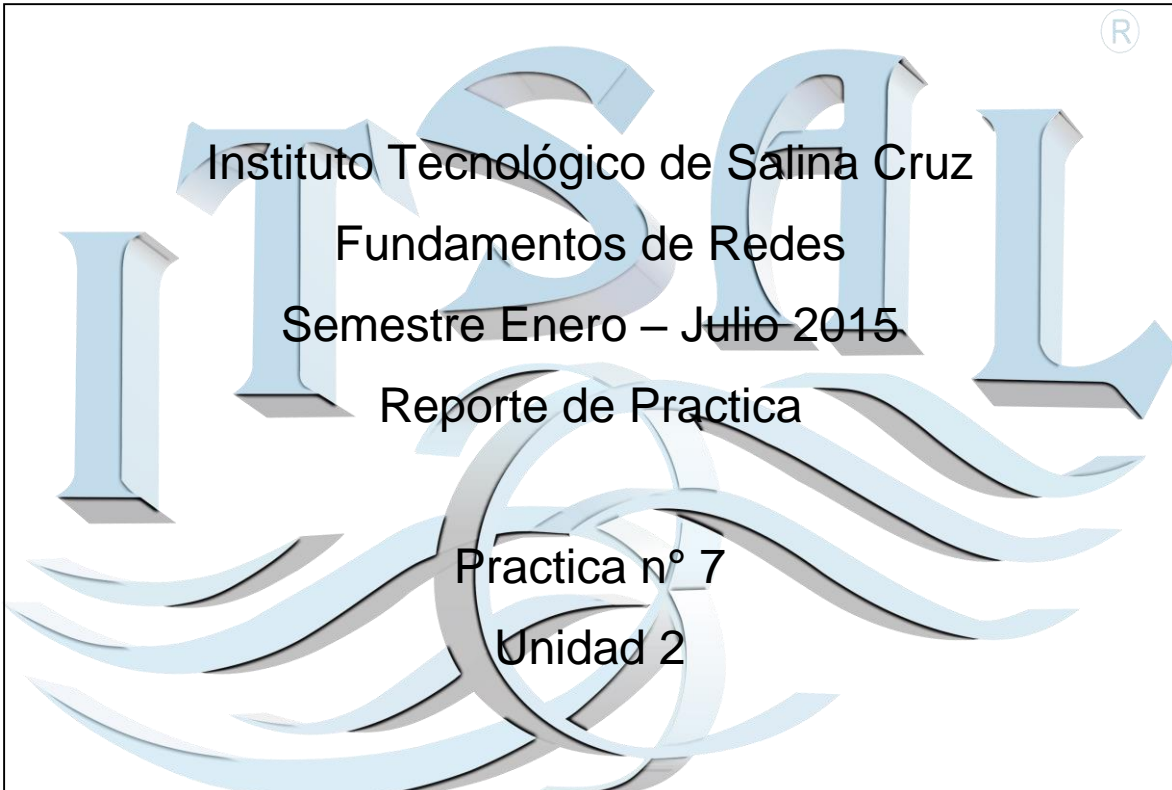 ®
ITSAL
Instituto Tecnológico de Salina Cruz
Fundamentos de Redes
Semestre Enero – Julio 2015
Reporte de Practica
Practica n° 7
Unidad 2